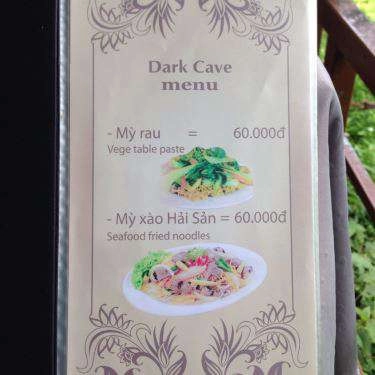 Dark Cave
menu
- Mỳ rau = 60.000đ
Vege table paste
- Mỳ xào Hải Sản = 60.000đ
Seafood fried noodles